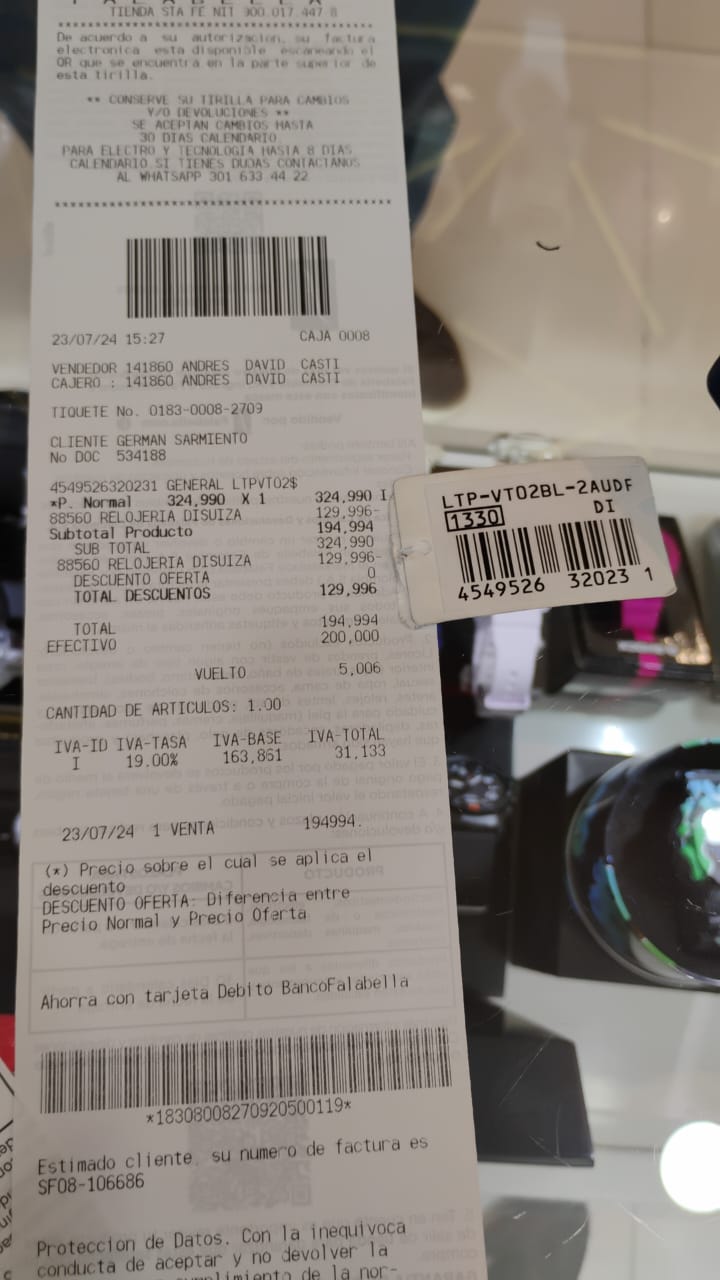 FALABELLA
TIENDA STA FE NIT 900.017.447 8
De acuerdo a su autorizacion, su factura
electronica esta disponible escaneando el
QR que se encuentra en la parte superior de
esta tirilla.
** CONSERVE SU TIRILLA PARA CAMBIOS
Y/O DEVOLUCIONES **
SE ACEPTAN CAMBIOS HASTA
30 DIAS CALENDARIO.
PARA ELECTRO Y TECNOLOGIA HASTA 8 DIAS
CALENDARIO.SI TIENES DUDAS CONTACTANOS
AL WHATSAPP 301 633 44 22
23/07/24 15:27 CAJA 0008
VENDEDOR 141860 ANDRES DAVID CASTI
CAJERO : 141860 ANDRES DAVID CASTI
TIQUETE No. 0183-0008-2709
CLIENTE GERMAN SARMIENTO
No DOC 534188
4549526320231 GENERAL LTPVT02$
*P. Normal 324,990 X 1 324,990 I
88560 RELOJERIA DISUIZA 129,996-
Subtotal Producto 194,994
SUB TOTAL 324,990
88560 RELOJERIA DISUIZA 129,996-
DESCUENTO OFERTA 0
TOTAL DESCUENTOS 129,996
TOTAL 194,994
EFECTIVO 200,000
VUELTO 5,006
CANTIDAD DE ARTICULOS: 1.00
IVA-ID IVA-TASA IVA-BASE IVA-TOTAL
I 19.00% 163,861 31,133
23/07/24 1 VENTA 194994.
(*) Precio sobre el cual se aplica el
descuento
DESCUENTO OFERTA: Diferencia entre
Precio Normal y Precio Oferta
Ahorra con tarjeta Debito BancoFalabella
*18308008270920500119*
Estimado cliente, su numero de factura es
SF08-106686
Proteccion de Datos. Con la inequivoca
conducta de aceptar y no devolver la
cumplimiento de la nor-
LTP-VT02BL-2AUDF
1330 DI
4549526 32023 1